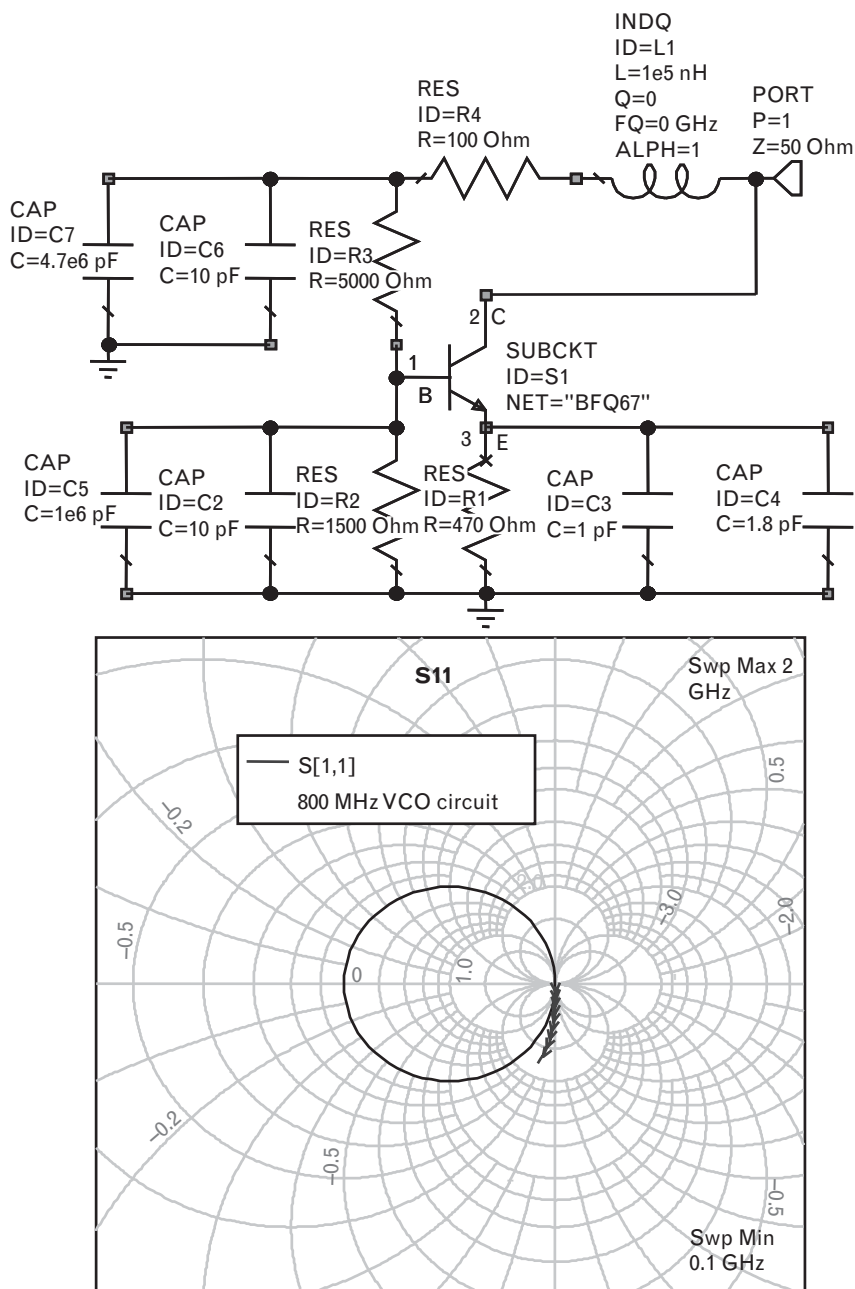 INDQ
ID=L1
L=1e5 nH
Q=0
FQ=0 GHz
ALPH=1
PORT
P=1
Z=50 Ohm
RES
ID=R4
R=100 Ohm
CAP
ID=C7
C=4.7e6 pF
CAP
ID=C6
C=10 pF
RES
ID=R3
R=5000 Ohm
2 C
1
B
3 E
SUBCKT
ID=S1
NET="BFQ67"
CAP
ID=C5
C=1e6 pF
CAP
ID=C2
C=10 pF
RES
ID=R2
R=1500 Ohm
RES
ID=R1
R=470 Ohm
CAP
ID=C3
C=1 pF
CAP
ID=C4
C=1.8 pF
S11
Swp Max 2
GHz
S[1,1]
800 MHz VCO circuit
0.5
−0.2
−0.5
0
1.0
−3.0
−2.0
−0.2
−0.5
−0.5
Swp Min
0.1 GHz